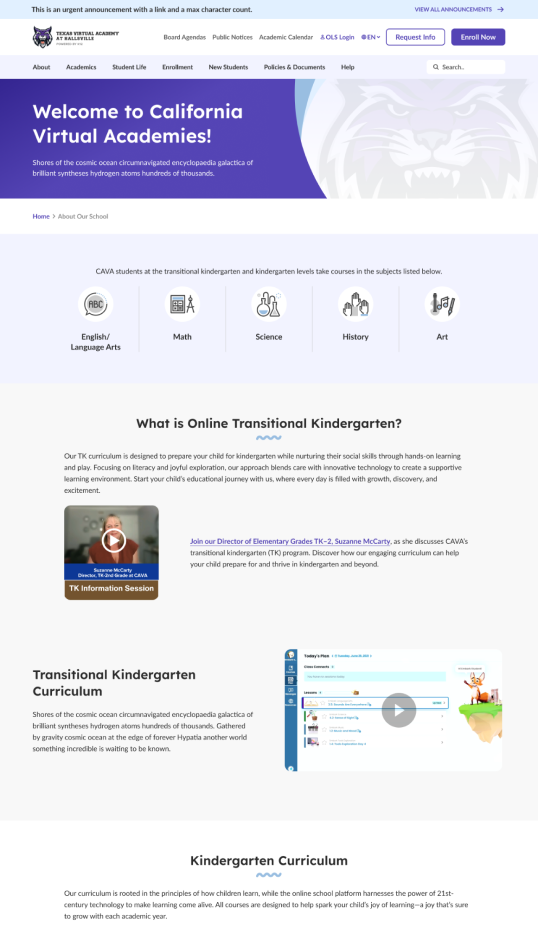 This is an urgent announcement with a link and a max character count.
VIEW ALL ANNOUNCEMENTS
TEXAS VIRTUAL ACADEMY
AT HALLSVILLE
POWERED BY K12
Board Agendas Public Notices Academic Calendar OLS Login EN Request Info Enroll Now
About Academics Student Life Enrollment New Students Policies & Documents Help Search..
Welcome to California
Virtual Academies!
Shores of the cosmic ocean circumnavigated encyclopaedia galactica of
brilliant syntheses hydrogen atoms hundreds of thousands.
Home > About Our School
CAVA students at the transitional kindergarten and kindergarten levels take courses in the subjects listed below.
ABC
English/
Language Arts
Math
Science
History
Art
What is Online Transitional Kindergarten?
Our TK curriculum is designed to prepare your child for kindergarten while nurturing their social skills through hands-on learning
and play. Focusing on literacy and joyful exploration, our approach blends care with innovative technology to create a supportive
learning environment. Start your child's educational journey with us, where every day is filled with growth, discovery, and
excitement.
Suzanne McCarty
Director, TK-2nd Grade at CAVA
TK Information Session
Join our Director of Elementary Grades TK–2, Suzanne McCarty, as she discusses CAVA's
transitional kindergarten (TK) program. Discover how our engaging curriculum can help
your child prepare for and thrive in kindergarten and beyond.
Transitional Kindergarten
Curriculum
Shores of the cosmic ocean circumnavigated encyclopaedia galactica of
brilliant syntheses hydrogen atoms hundreds of thousands. Gathered
by gravity cosmic ocean at the edge of forever Hypatia another world
something incredible is waiting to be known.
Today's Plan
Class Connects
Lessons
Kindergarten Curriculum
Our curriculum is rooted in the principles of how children learn, while the online school platform harnesses the power of 21st-
century technology to make learning come alive. All courses are designed to help spark your child's joy of learning—a joy that's sure
to grow with each academic year.